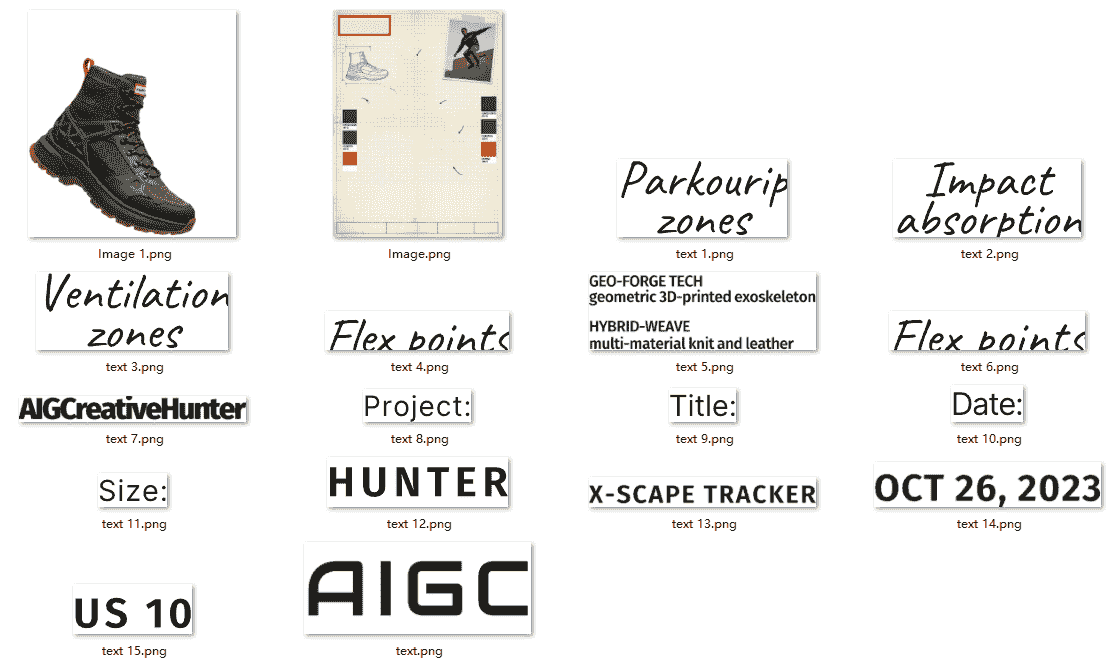 Image 1.png
Image.png
Parkourip
zones
text 1.png
Impact
absorption
text 2.png
Ventilation
zones
text 3.png
Flex points
text 4.png
GEO-FORGE TECH
geometric 3D-printed exoskeleton
HYBRID-WEAVE
multi-material knit and leather
text 5.png
Flex points
text 6.png
AIGCreativeHunter
text 7.png
Project:
text 8.png
Title:
text 9.png
Date:
text 10.png
Size:
text 11.png
HUNTER
text 12.png
X-SCAPE TRACKER
text 13.png
OCT 26, 2023
text 14.png
US 10
text 15.png
AIGC
text.png